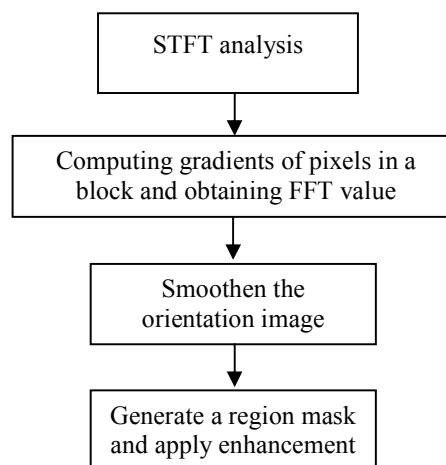 STFT analysis
Computing gradients of pixels in a
block and obtaining FFT value
Smoothen the
orientation image
Generate a region mask
and apply enhancement